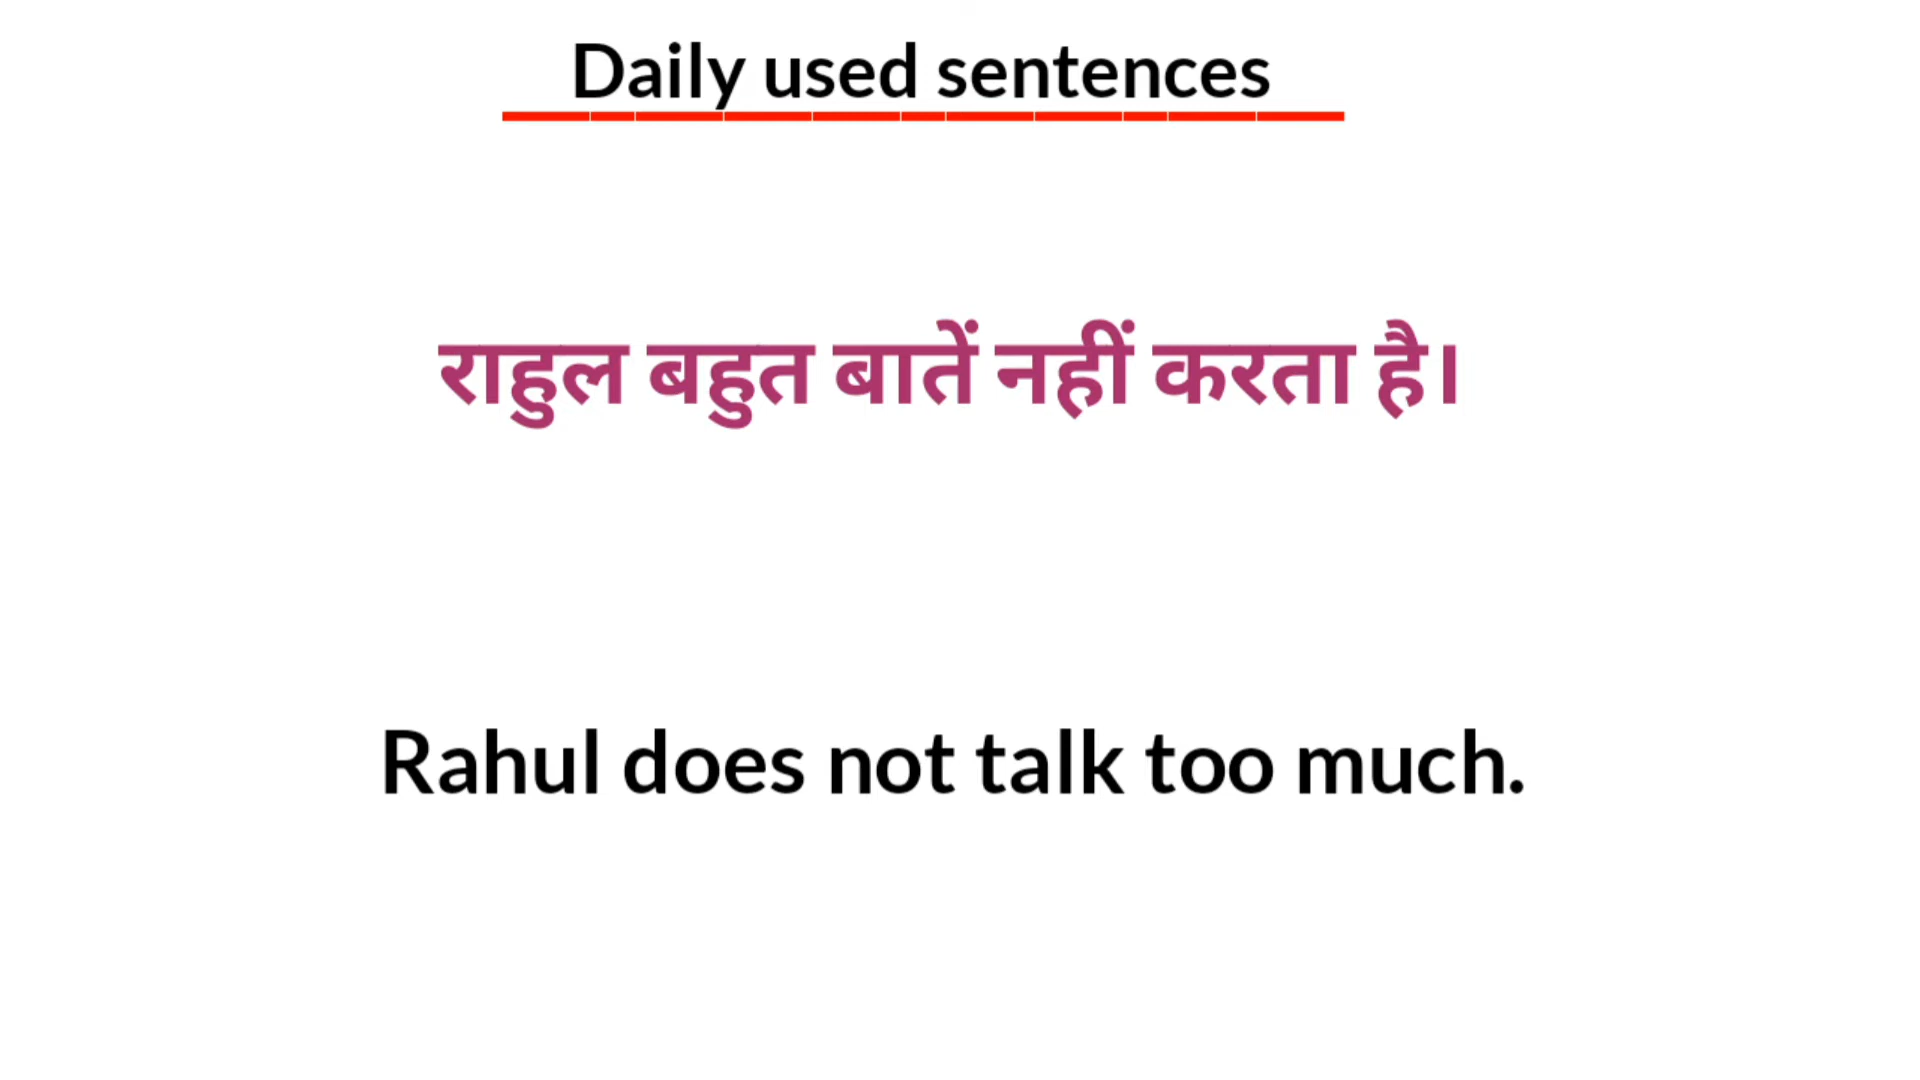 Daily used sentences
राहुल बहुत बातें नहीं करता है।
Rahul does not talk too much.